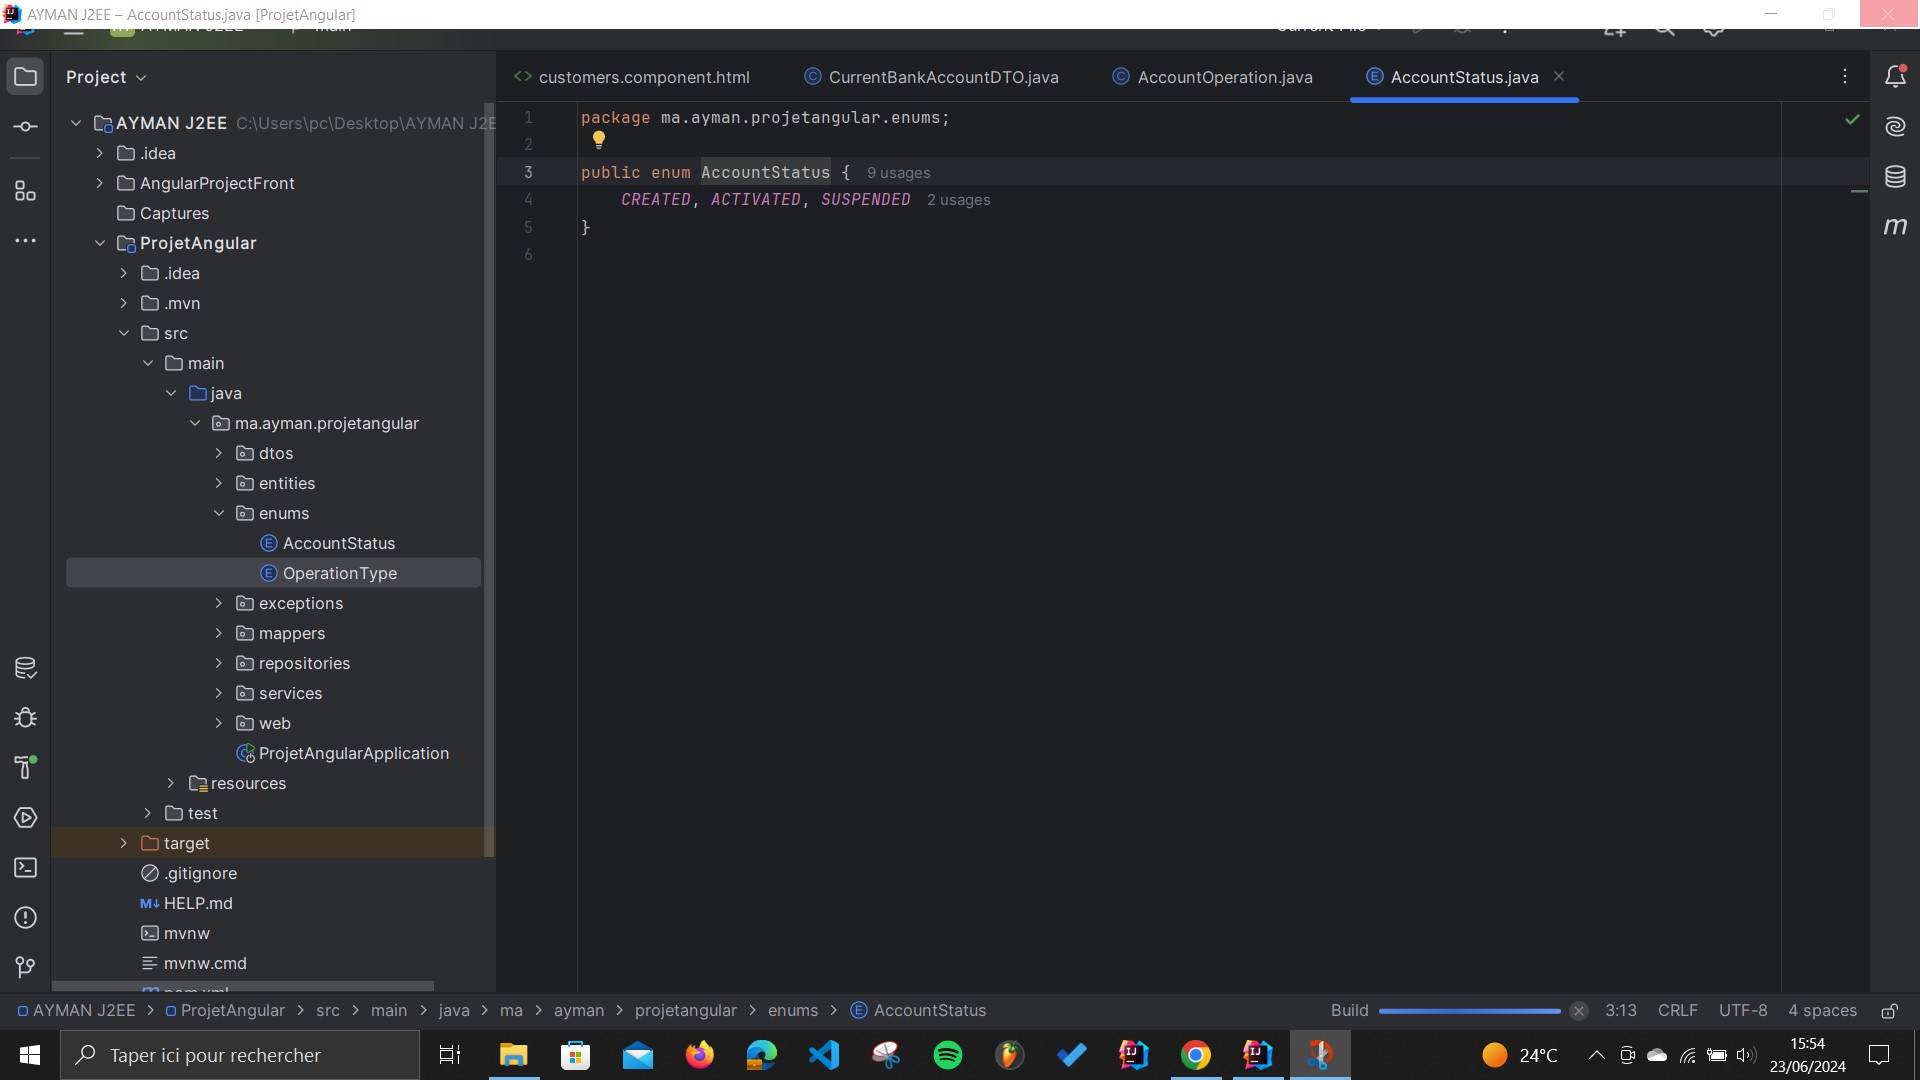 AYMAN J2EE – AccountStatus.java [ProjetAngular]
Project
customers.component.html
CurrentBankAccountDTO.java
AccountOperation.java
AccountStatus.java
AYMAN J2EE C:\Users\pc\Desktop\AYMAN J2E
.idea
AngularProjectFront
Captures
ProjetAngular
.idea
.mvn
src
main
java
ma.ayman.projetangular
dtos
entities
enums
AccountStatus
OperationType
exceptions
mappers
repositories
services
web
ProjetAngularApplication
resources
test
target
.gitignore
HELP.md
mvnw
mvnw.cmd
1 package ma.ayman.projetangular.enums;
2
3 public enum AccountStatus { 9 usages
4 CREATED, ACTIVATED, SUSPENDED 2 usages
5 }
6
AYMAN J2EE > ProjetAngular > src > main > java > ma > ayman > projetangular > enums > AccountStatus
Build
3:13 CRLF UTF-8 4 spaces
Taper ici pour rechercher
24°C
15:54
23/06/2024